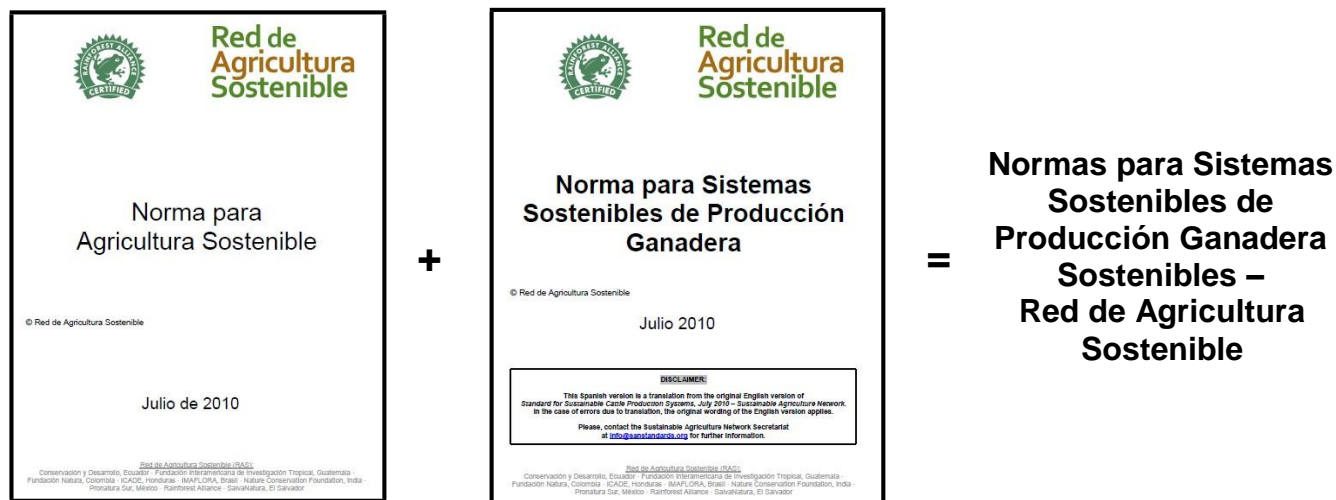 RAINFOREST ALLIANCE
CERTIFIED
Red de
Agricultura
Sostenible
Norma para
Agricultura Sostenible
© Red de Agricultura Sostenible
Julio de 2010
Red de Agricultura Sostenible (RAS):
Conservación y Desarrollo, Ecuador · Fundación Interamericana de Investigación Tropical, Guatemala ·
Fundación Natura, Colombia · ICADE, Honduras · IMAFLORA, Brasil · Nature Conservation Foundation, India ·
Pronatura Sur, México · Rainforest Alliance · SalvaNatura, El Salvador
+
RAINFOREST ALLIANCE
CERTIFIED
Red de
Agricultura
Sostenible
Norma para Sistemas
Sostenibles de Producción
Ganadera
© Red de Agricultura Sostenible
Julio 2010
DISCLAIMER:
This Spanish version is a translation from the original English version of
Standard for Sustainable Cattle Production Systems, July 2010 – Sustainable Agriculture Network.
In the case of errors due to translation, the original wording of the English version applies.
Please, contact the Sustainable Agriculture Network Secretariat
at info@sanstandards.org for further information.
Red de Agricultura Sostenible (RAS):
Conservación y Desarrollo, Ecuador · Fundación Interamericana de Investigación Tropical, Guatemala ·
Fundación Natura, Colombia · ICADE, Honduras · IMAFLORA, Brasil · Nature Conservation Foundation, India ·
Pronatura Sur, México · Rainforest Alliance · SalvaNatura, El Salvador
=
Normas para Sistemas
Sostenibles de
Producción Ganadera
Sostenibles –
Red de Agricultura
Sostenible